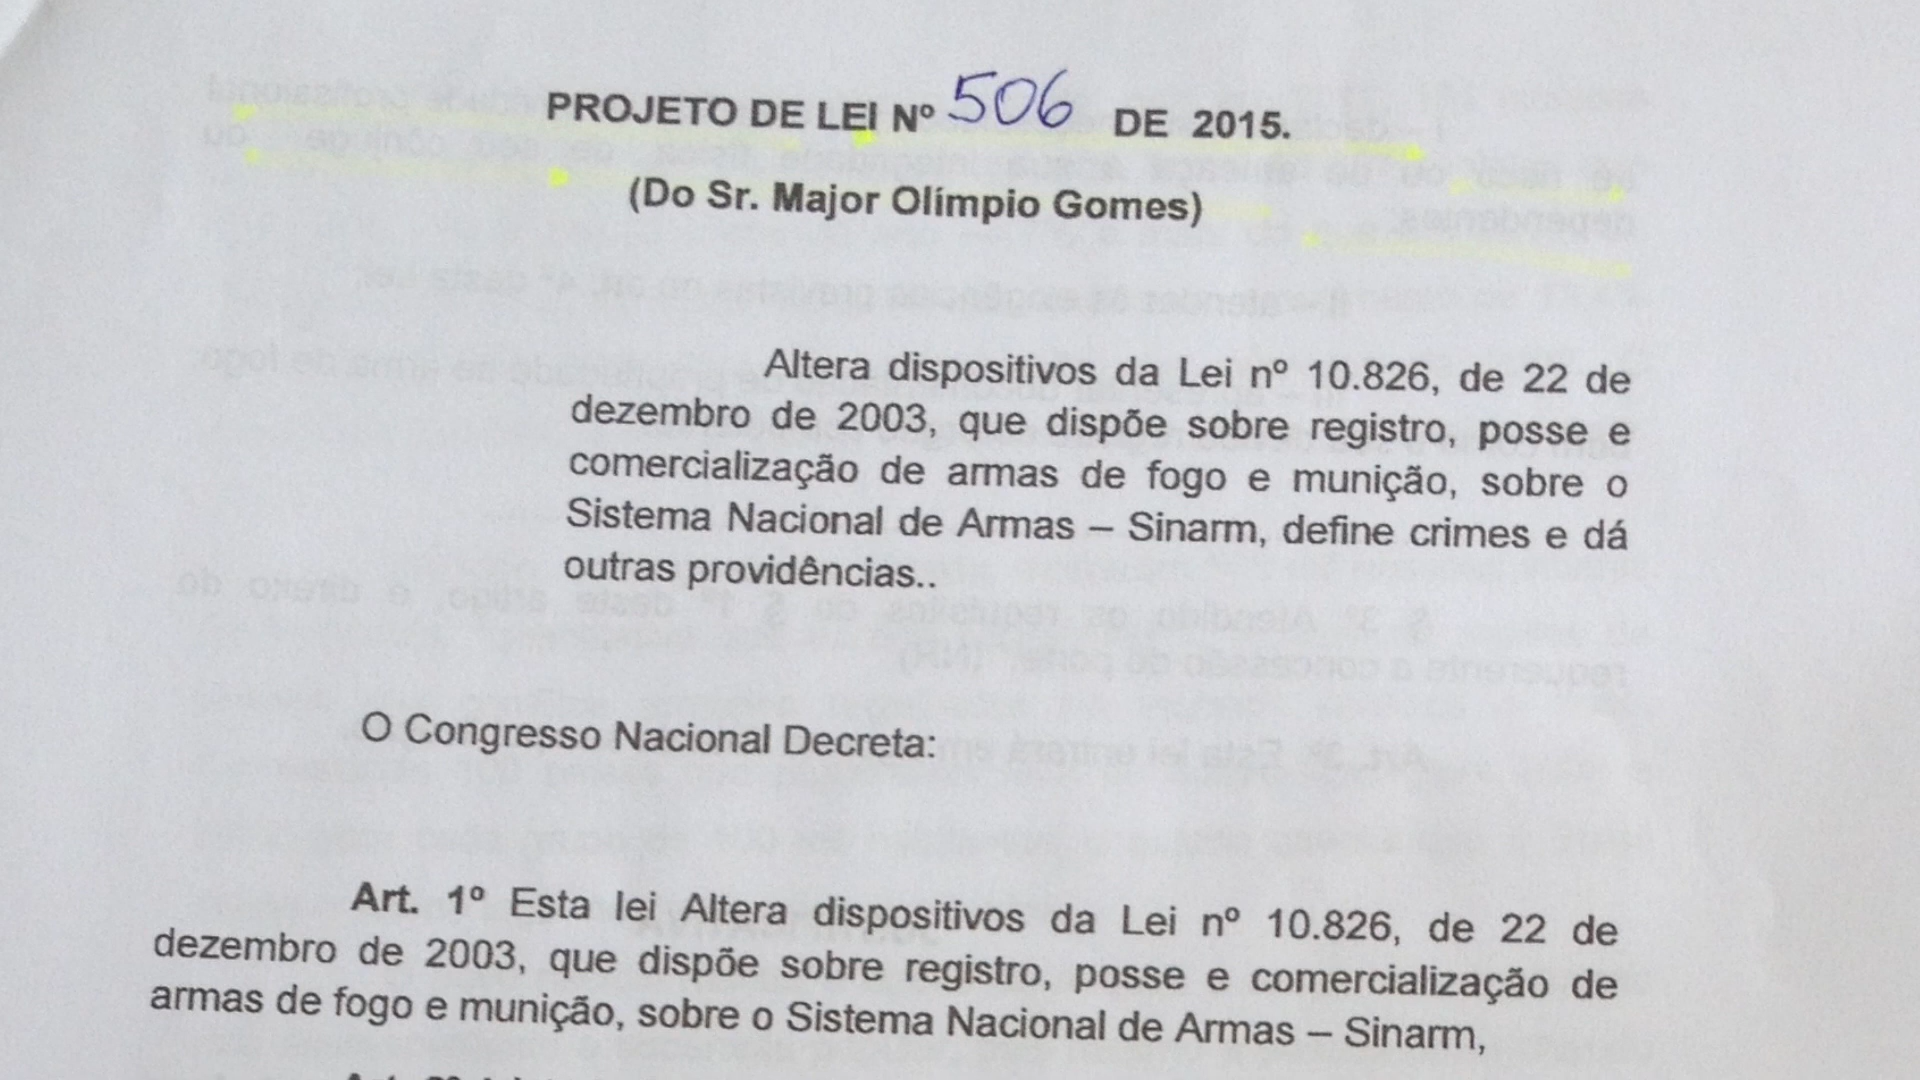 PROJETO DE LEI Nº 506 DE 2015.
(Do Sr. Major Olímpio Gomes)
Altera dispositivos da Lei nº 10.826, de 22 de
dezembro de 2003, que dispõe sobre registro, posse e
comercialização de armas de fogo e munição, sobre o
Sistema Nacional de Armas – Sinarm, define crimes e dá
outras providências..
O Congresso Nacional Decreta:
Art. 1º Esta lei Altera dispositivos da Lei nº 10.826, de 22 de
dezembro de 2003, que dispõe sobre registro, posse e comercialização de
armas de fogo e munição, sobre o Sistema Nacional de Armas – Sinarm,